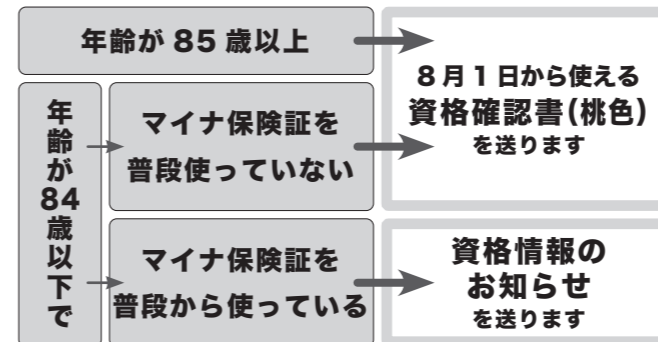 年齢が 85 歳以上
8月1日から使える
資格確認書(桃色)
を送ります
年齢が84歳以下で
マイナ保険証を
普段使っていない
マイナ保険証を
普段から使っている
資格情報の
お知らせ
を送ります